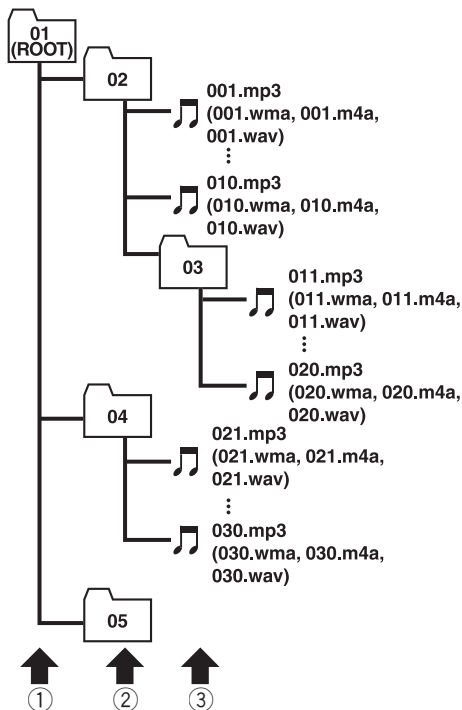 01
(ROOT)
02
001.mp3
(001.wma, 001.m4a,
001.wav)
010.mp3
(010.wma, 010.m4a,
010.wav)
03
011.mp3
(011.wma, 011.m4a,
011.wav)
020.mp3
(020.wma, 020.m4a,
020.wav)
04
021.mp3
(021.wma, 021.m4a,
021.wav)
030.mp3
(030.wma, 030.m4a,
030.wav)
05
① ② ③